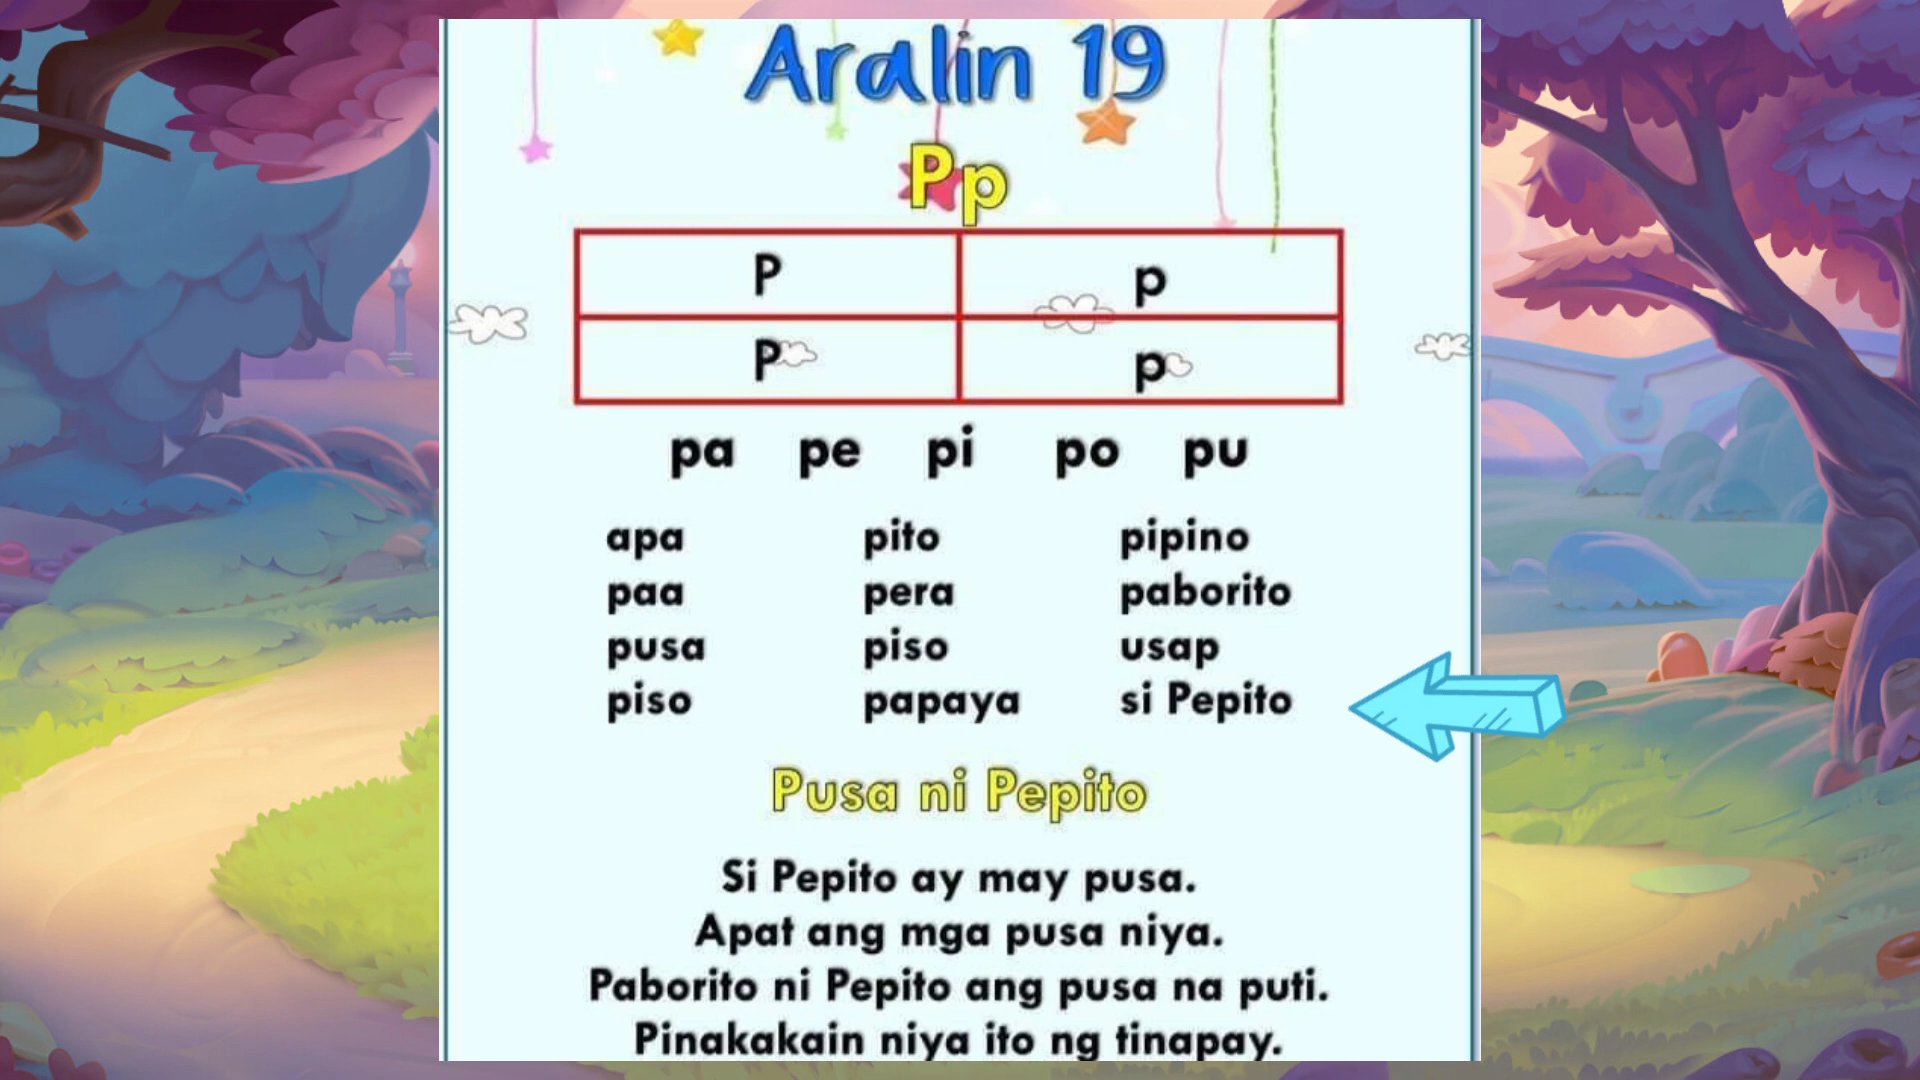 Aralin 19
Pp
P p
P p
pa pe pi po pu
apa pito pipino
paa pera paborito
pusa piso usap
piso papaya si Pepito
Pusa ni Pepito
Si Pepito ay may pusa.
Apat ang mga pusa niya.
Paborito ni Pepito ang pusa na puti.
Pinakakain niya ito ng tinapay.